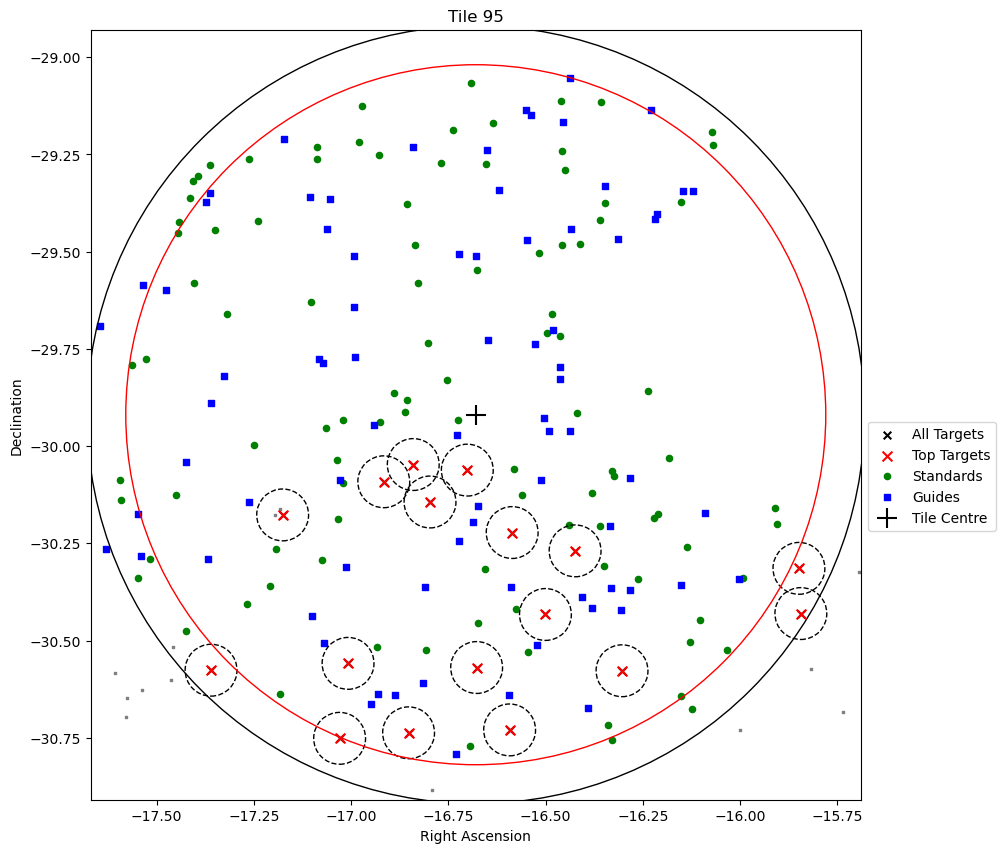 Tile 95
Declination
−29.00
−29.25
−29.50
−29.75
−30.00
−30.25
−30.50
−30.75
−17.50
−17.25
−17.00
−16.75
−16.50
−16.25
−16.00
−15.75
Right Ascension
All Targets
Top Targets
Standards
Guides
Tile Centre